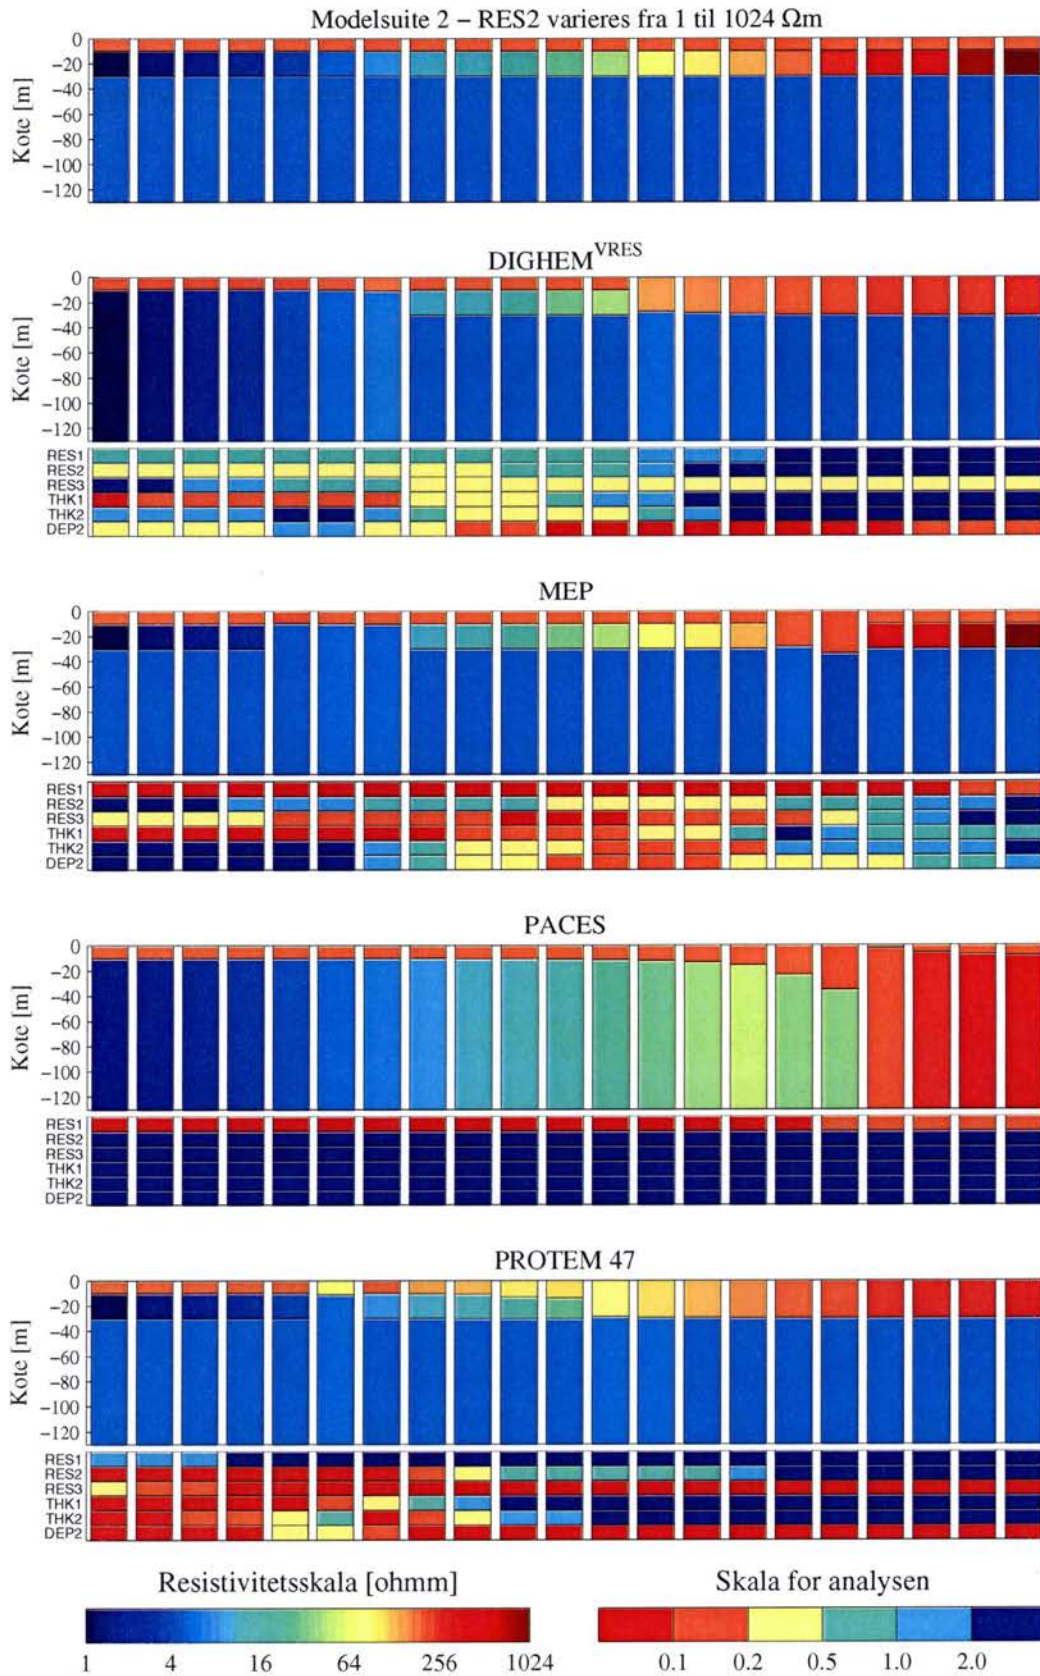 Modelsuite 2 – RES2 varieres fra 1 til 1024 Ωm
Kote [m]
0
−20
−40
−60
−80
−100
−120
DIGHEM^VRES
Kote [m]
0
−20
−40
−60
−80
−100
−120
RES1
RES2
RES3
THK1
THK2
DEP2
MEP
Kote [m]
0
−20
−40
−60
−80
−100
−120
RES1
RES2
RES3
THK1
THK2
DEP2
PACES
Kote [m]
0
−20
−40
−60
−80
−100
−120
RES1
RES2
RES3
THK1
THK2
DEP2
PROTEM 47
Kote [m]
0
−20
−40
−60
−80
−100
−120
RES1
RES2
RES3
THK1
THK2
DEP2
Resistivitetsskala [ohmm]
1 4 16 64 256 1024
Skala for analysen
0.1 0.2 0.5 1.0 2.0